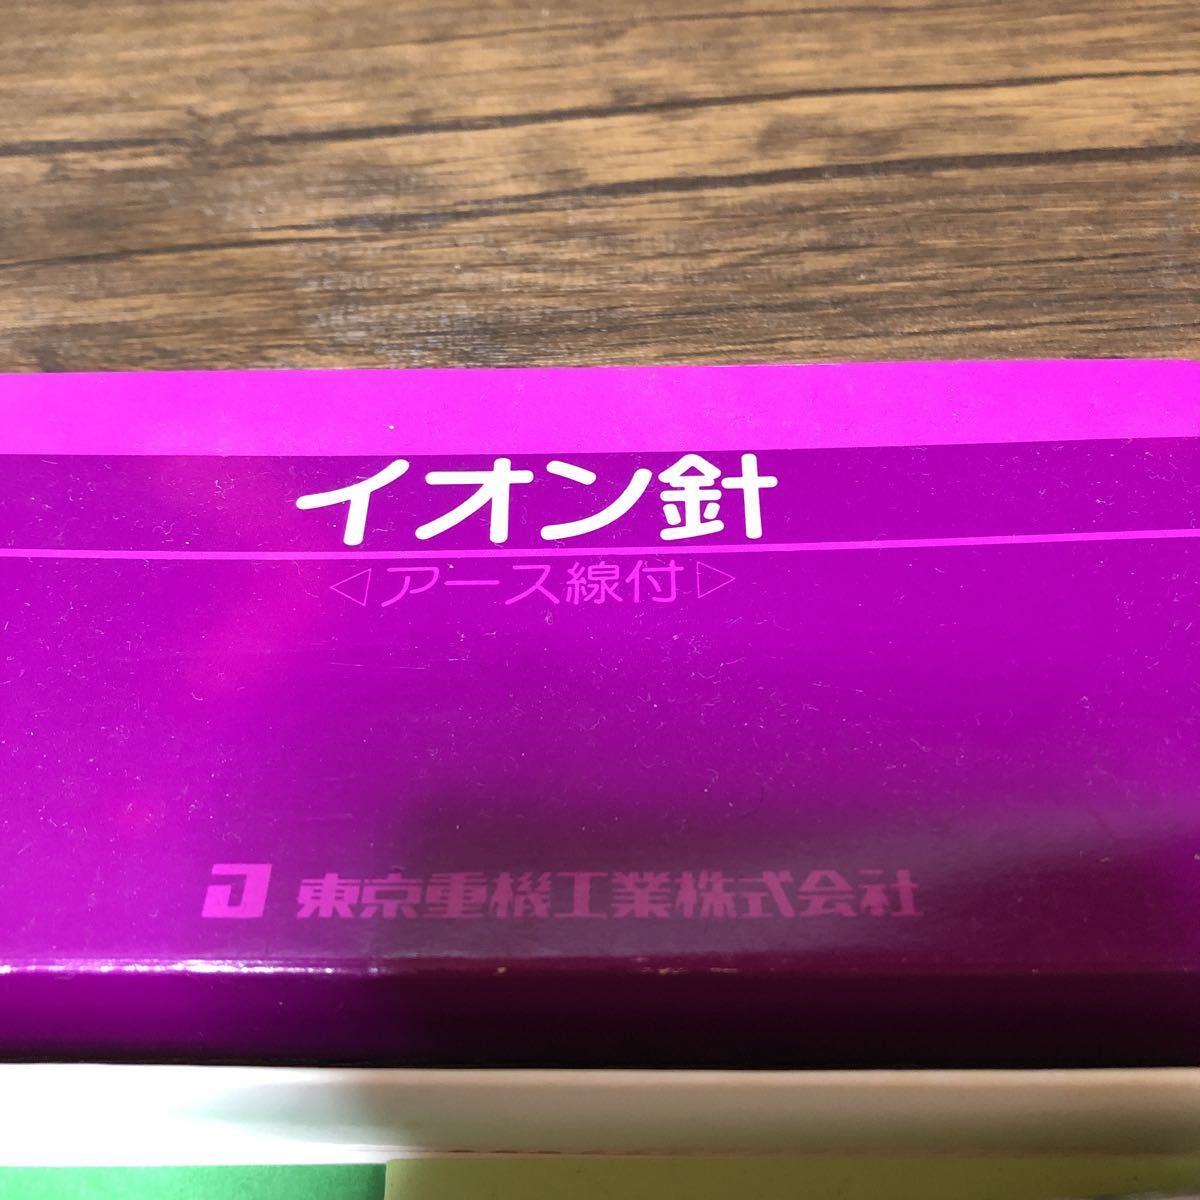 イオン針
◁アース線付▷
東京重機工業株式会社